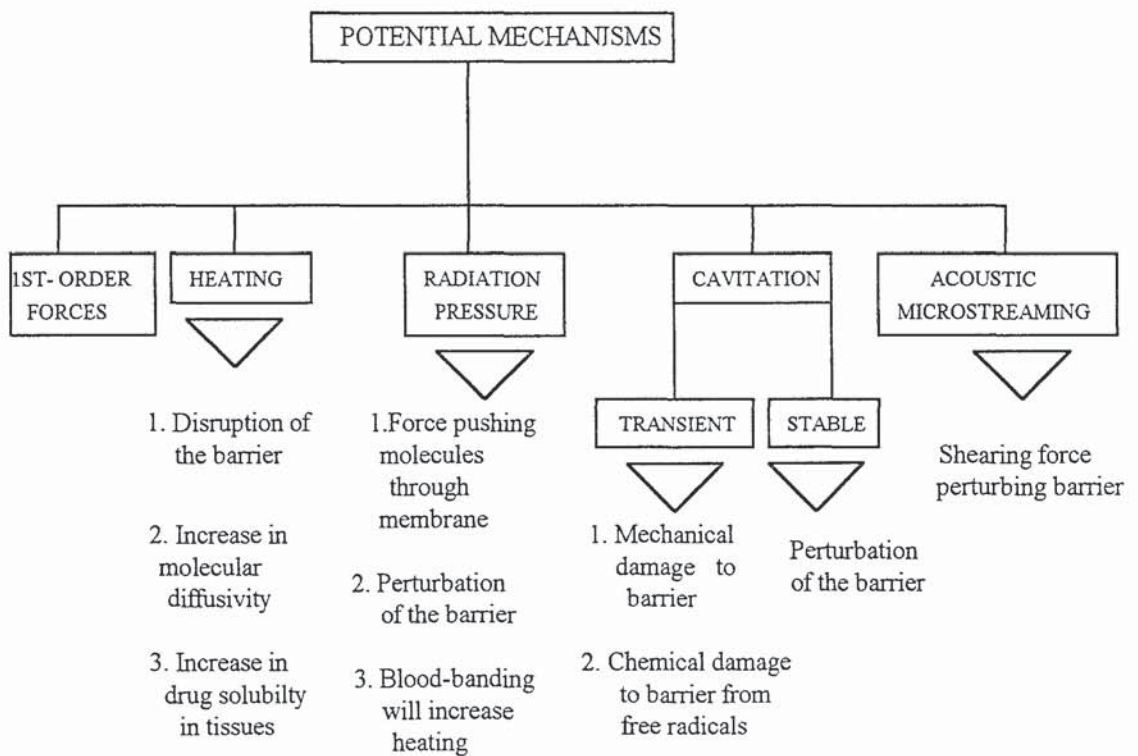 POTENTIAL MECHANISMS
1ST- ORDER
FORCES
HEATING
RADIATION
PRESSURE
CAVITATION
ACOUSTIC
MICROSTREAMING
TRANSIENT
STABLE
1. Disruption of
the barrier
2. Increase in
molecular
diffusivity
3. Increase in
drug solubilty
in tissues
1.Force pushing
molecules
through
membrane
2. Perturbation
of the barrier
3. Blood-banding
will increase
heating
1. Mechanical
damage to
barrier
2. Chemical damage
to barrier from
free radicals
Perturbation
of the barrier
Shearing force
perturbing barrier